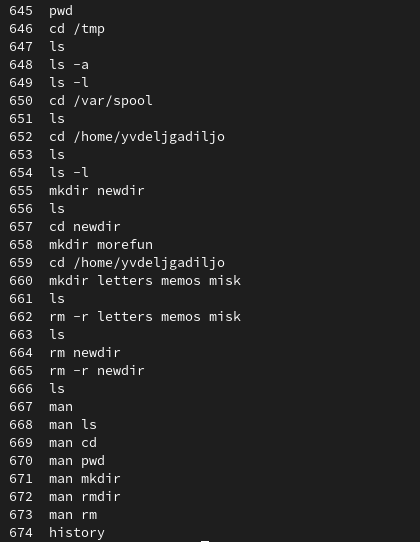 645 pwd
646 cd /tmp
647 ls
648 ls -a
649 ls -l
650 cd /var/spool
651 ls
652 cd /home/yvdeljgadiljo
653 ls
654 ls -l
655 mkdir newdir
656 ls
657 cd newdir
658 mkdir morefun
659 cd /home/yvdeljgadiljo
660 mkdir letters memos misk
661 ls
662 rm -r letters memos misk
663 ls
664 rm newdir
665 rm -r newdir
666 ls
667 man
668 man ls
669 man cd
670 man pwd
671 man mkdir
672 man rmdir
673 man rm
674 history